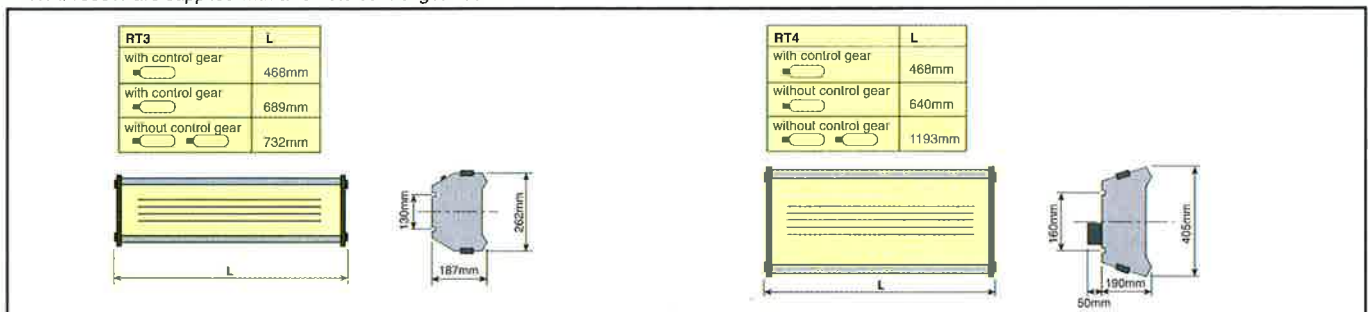 RT3 L
with control gear
468mm
with control gear
689mm
without control gear
732mm
130mm
262mm
187mm
L
RT4 L
with control gear
468mm
without control gear
640mm
without control gear
1193mm
160mm
405mm
190mm
50mm
L